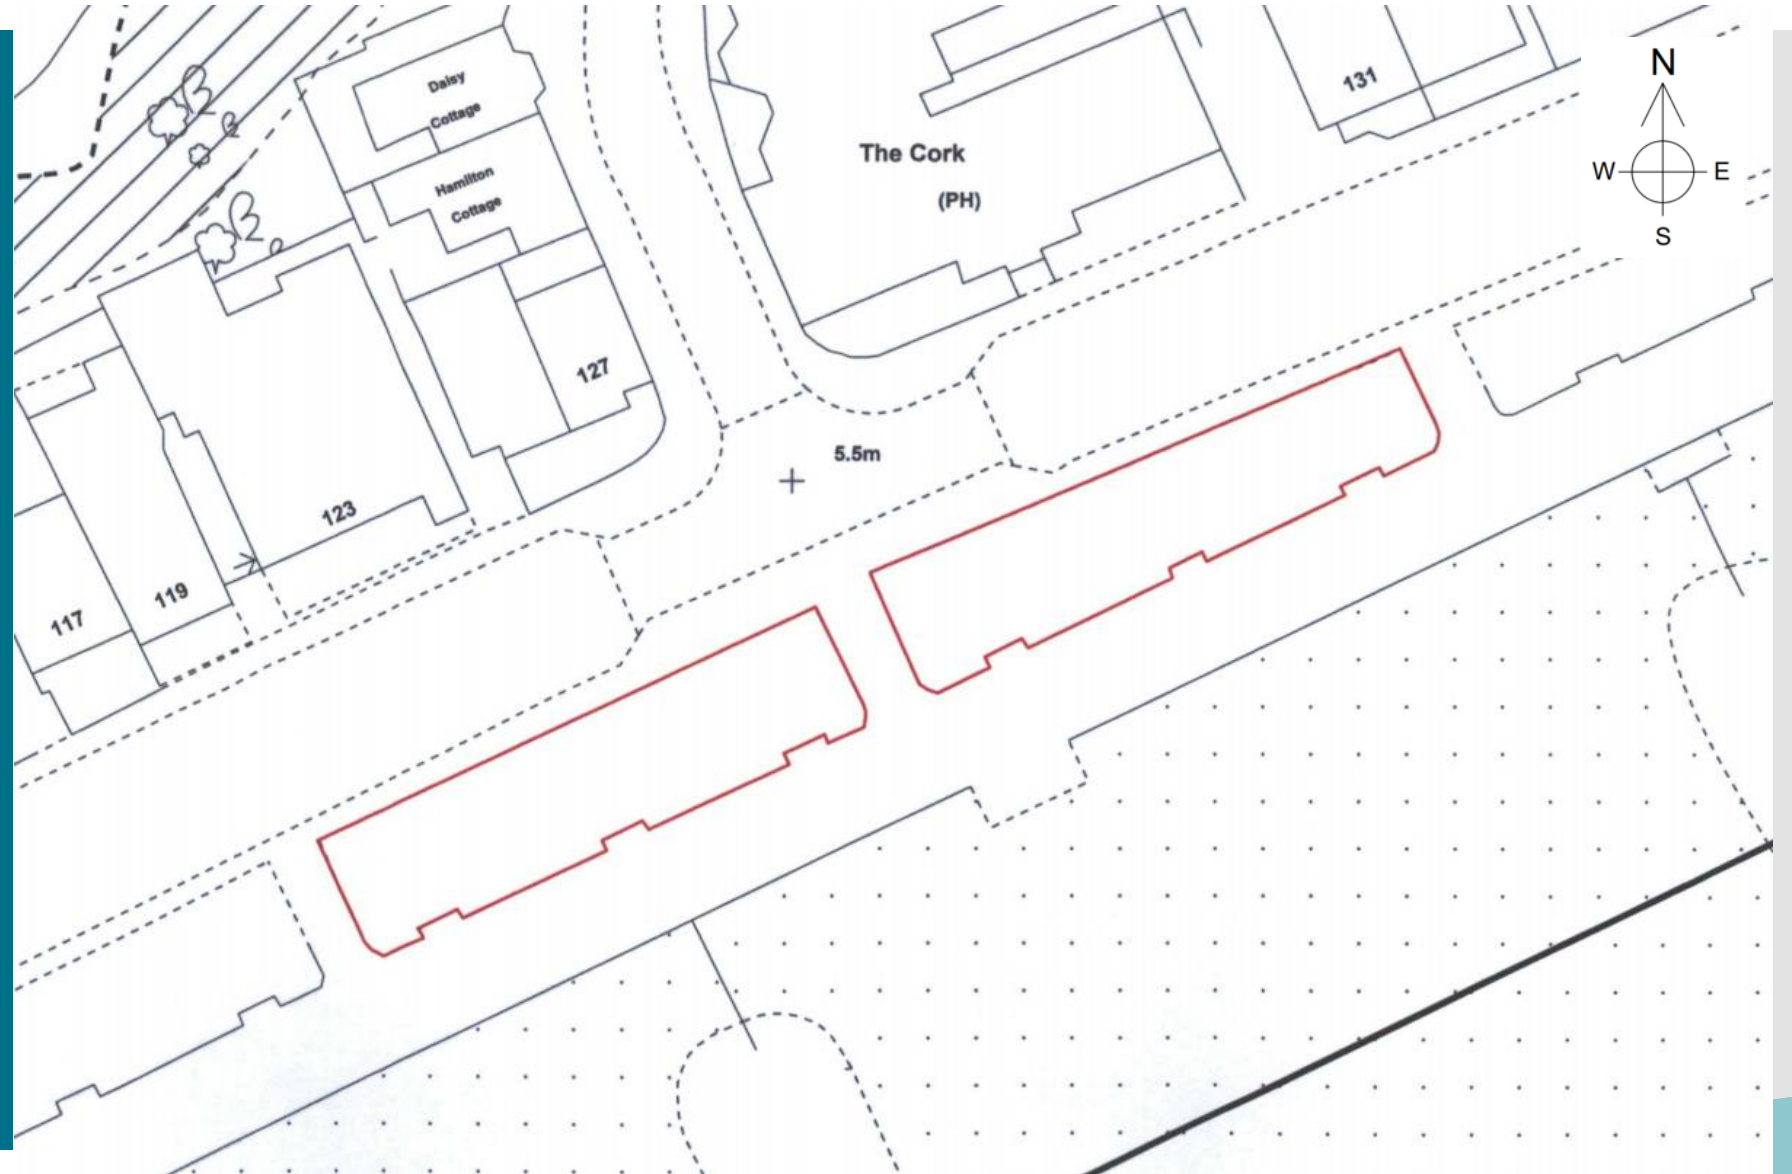 N
W
E
S
Daisy
Cottage
Hamilton
Cottage
The Cork
(PH)
131
127
5.5m
123
119
117